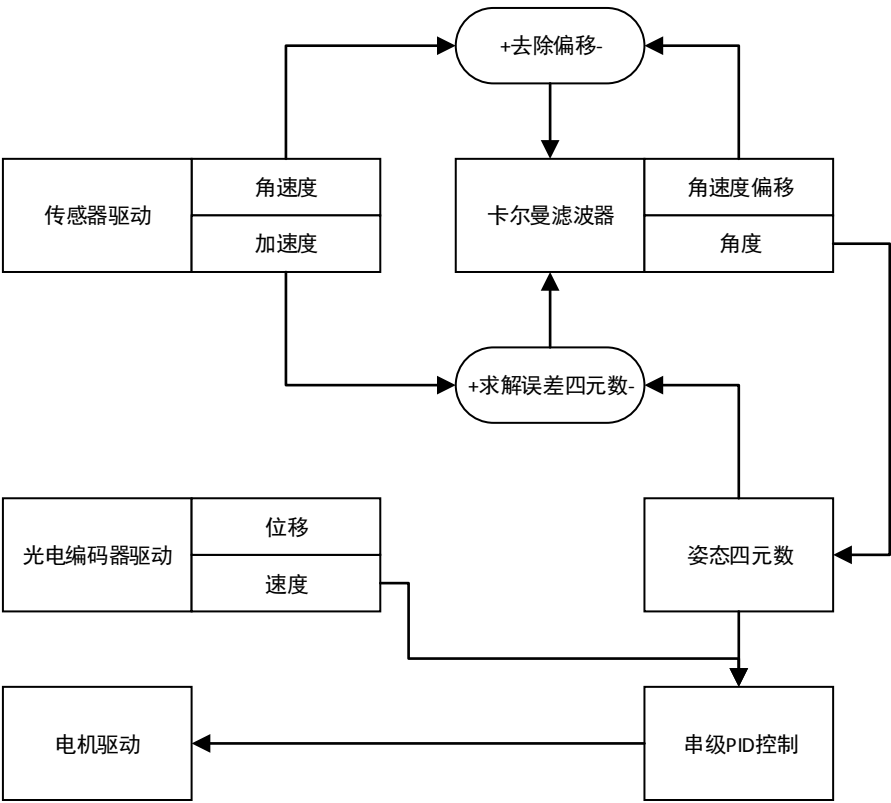 +去除偏移-
传感器驱动
角速度
加速度
卡尔曼滤波器
角速度偏移
角度
+求解误差四元数-
光电编码器驱动
位移
速度
姿态四元数
电机驱动
串级PID控制